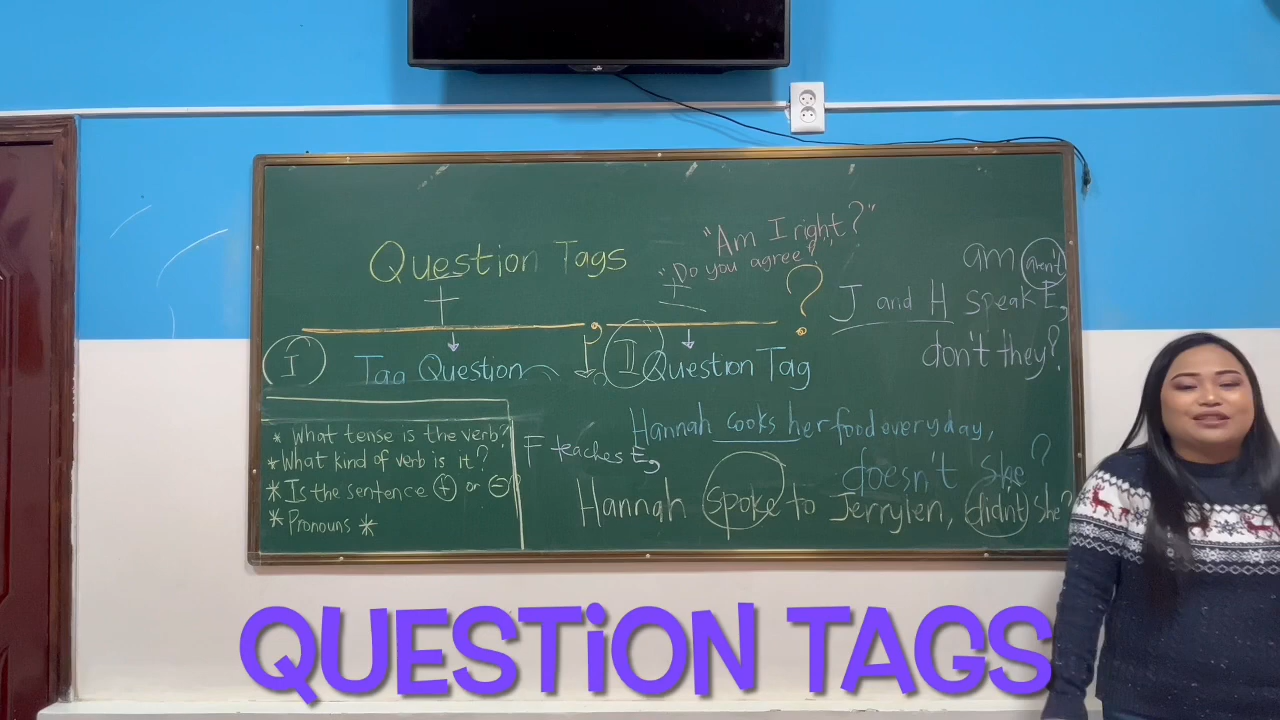 "Am I right?"
Question Tags
"Do you agree?"
+
+
−
?
am aren't
J and H speak E,
don't they?
,
I Tag Question
II Question Tag
* What tense is the verb?
* What kind of verb is it?
* Is the sentence + or −
* Pronouns *
Hannah cooks her food everyday,
doesn't she?
F teaches E,
Hannah spoke to Jerrylen, didn't she?
QUESTiON TAGS